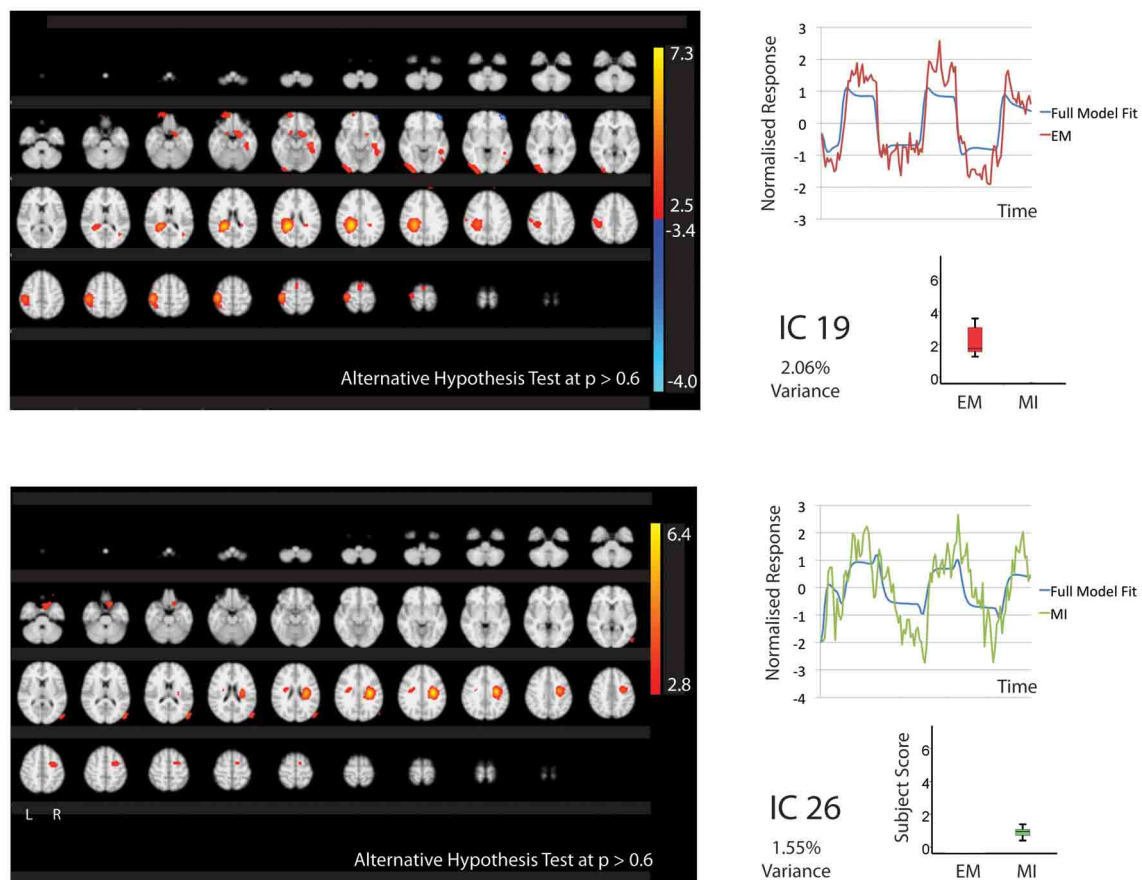 7.3
2.5
-3.4
-4.0
Alternative Hypothesis Test at p > 0.6
Normalised Response
3
2
1
0
-1
-2
-3
Time
Full Model Fit
EM
IC 19
2.06%
Variance
6
4
2
0
EM MI
6.4
2.8
L R
Alternative Hypothesis Test at p > 0.6
Normalised Response
3
2
1
0
-1
-2
-3
-4
Time
Full Model Fit
MI
IC 26
1.55%
Variance
Subject Score
6
4
2
0
EM MI